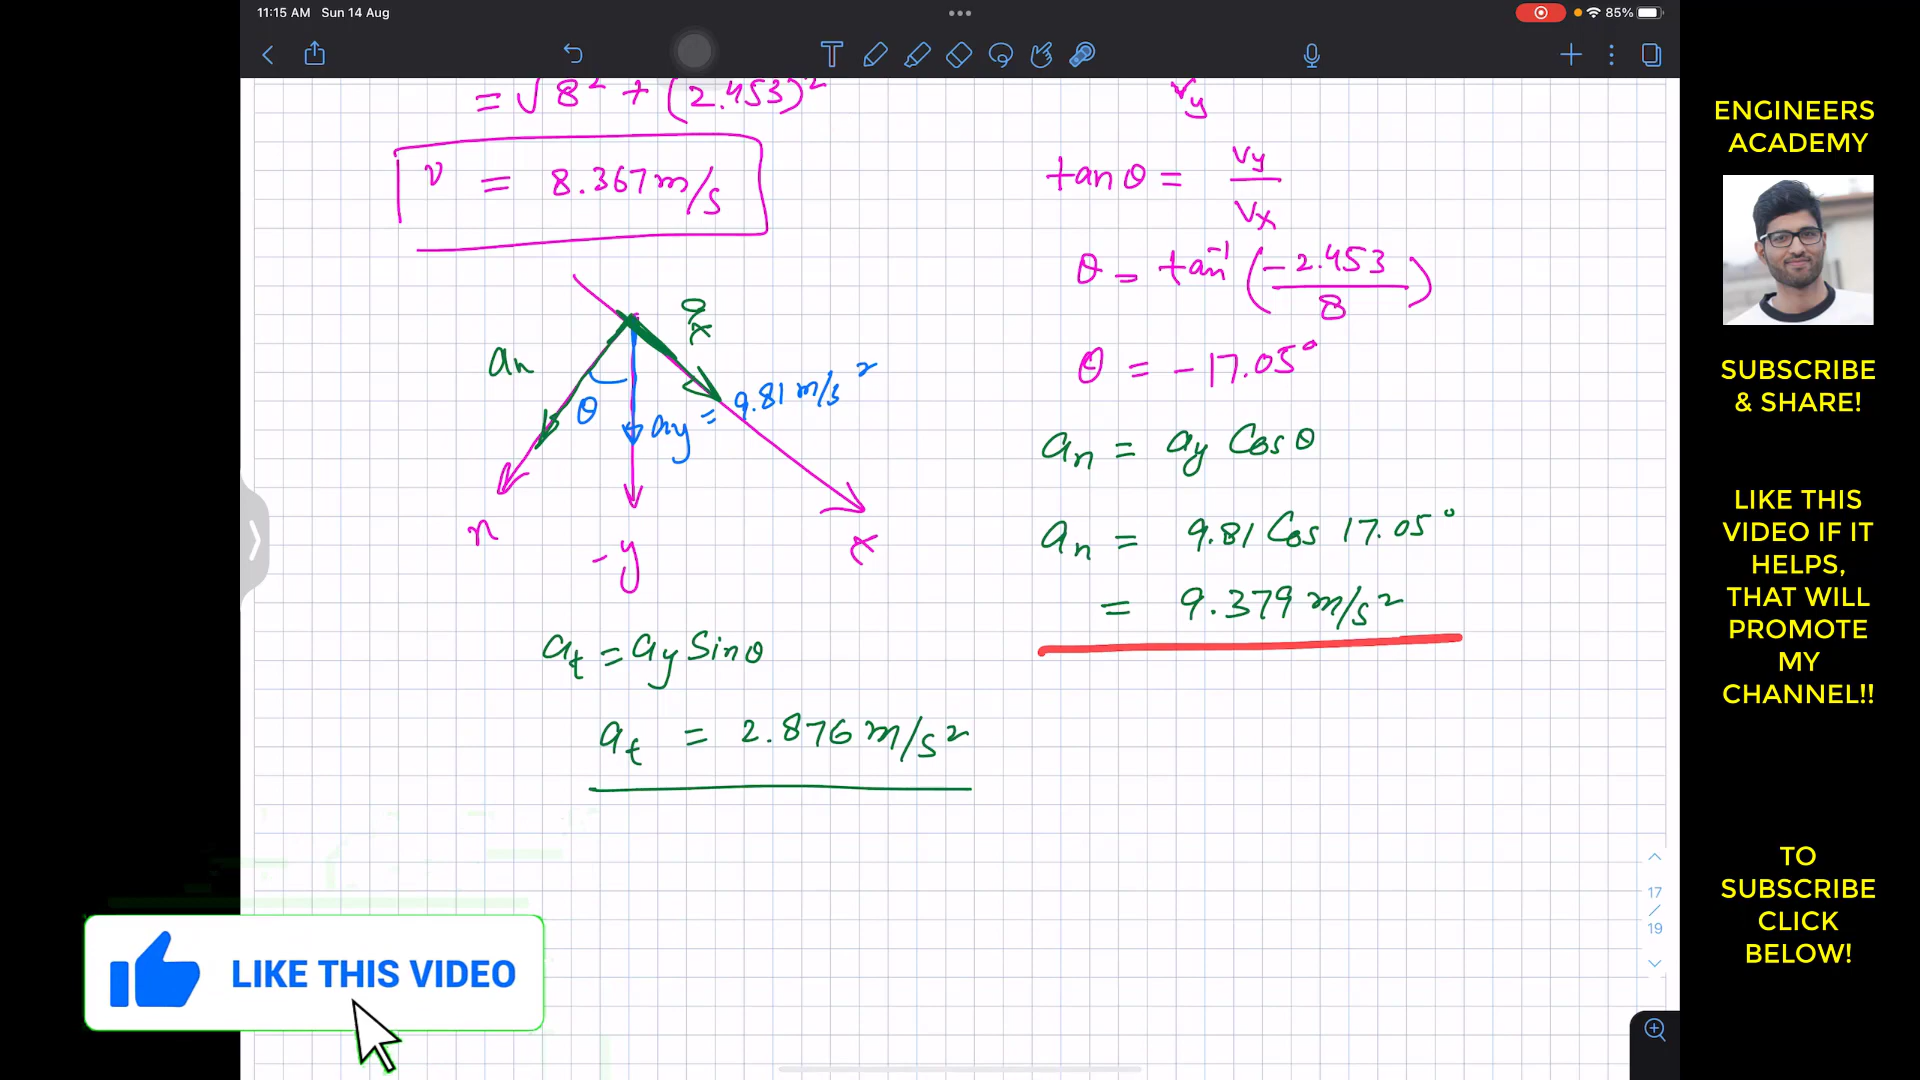 11:15 AM Sun 14 Aug
85%
= √8² + (2.453)²
v = 8.367 m/s
an
ax
θ
ay = 9.81 m/s²
n
-y
x
at = ay Sinθ
at = 2.876 m/s²
vy
tan θ = vy/vx
θ = tan⁻¹ (-2.453/8)
θ = -17.05°
an = ay Cos θ
an = 9.81 Cos 17.05°
= 9.379 m/s²
17
/
19
LIKE THIS VIDEO
ENGINEERS
ACADEMY
SUBSCRIBE
& SHARE!
LIKE THIS
VIDEO IF IT
HELPS,
THAT WILL
PROMOTE
MY
CHANNEL!!
TO
SUBSCRIBE
CLICK
BELOW!